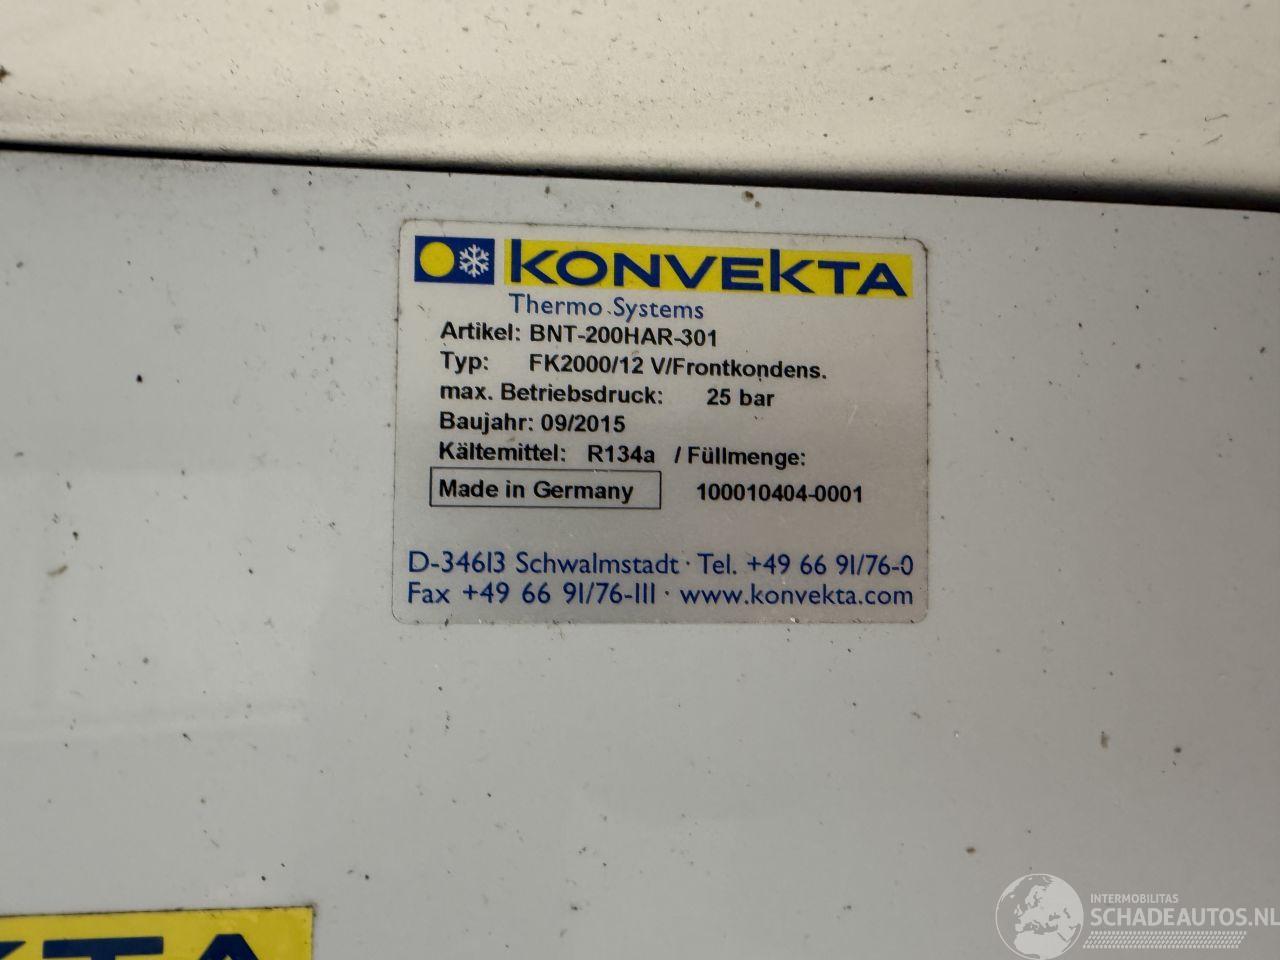 KONVEKTA
Thermo Systems
Artikel: BNT-200HAR-301
Typ: FK2000/12 V/Frontkondens.
max. Betriebsdruck: 25 bar
Baujahr: 09/2015
Kältemittel: R134a / Füllmenge:
Made in Germany 100010404-0001
D-34613 Schwalmstadt · Tel. +49 66 91/76-0
Fax +49 66 91/76-111 · www.konvekta.com
KTA
INTERMOBILITAS
SCHADEAUTOS.NL